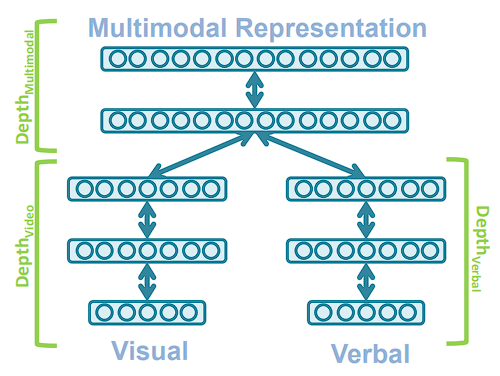 Multimodal Representation
DepthMultimodal
DepthVideo
DepthVerbal
Visual
Verbal